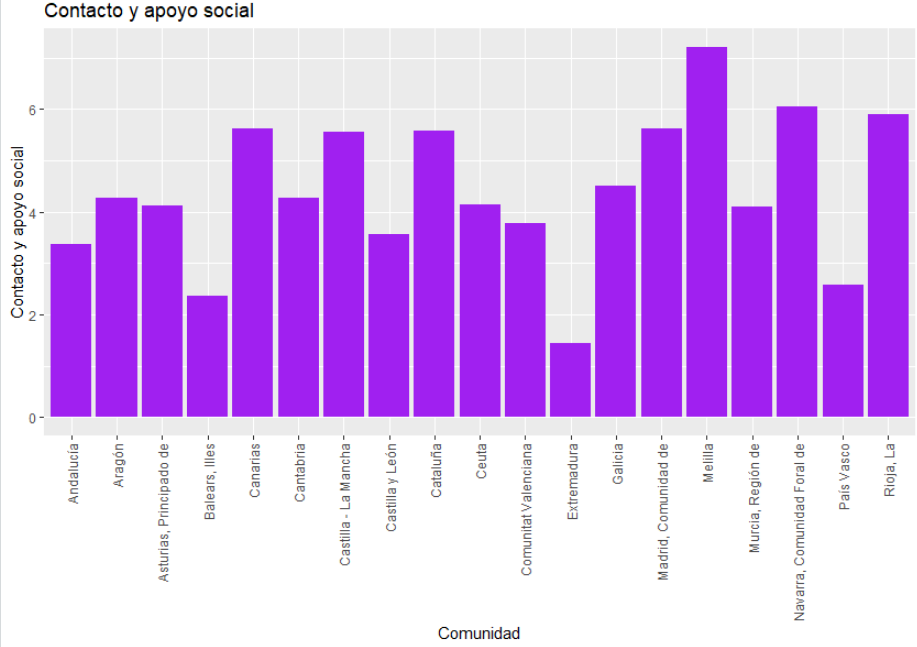 Contacto y apoyo social
Contacto y apoyo social
6
4
2
0
Andalucía
Aragón
Asturias, Principado de
Balears, Illes
Canarias
Cantabria
Castilla - La Mancha
Castilla y León
Cataluña
Ceuta
Comunitat Valenciana
Extremadura
Galicia
Madrid, Comunidad de
Melilla
Murcia, Región de
Navarra, Comunidad Foral de
País Vasco
Rioja, La
Comunidad